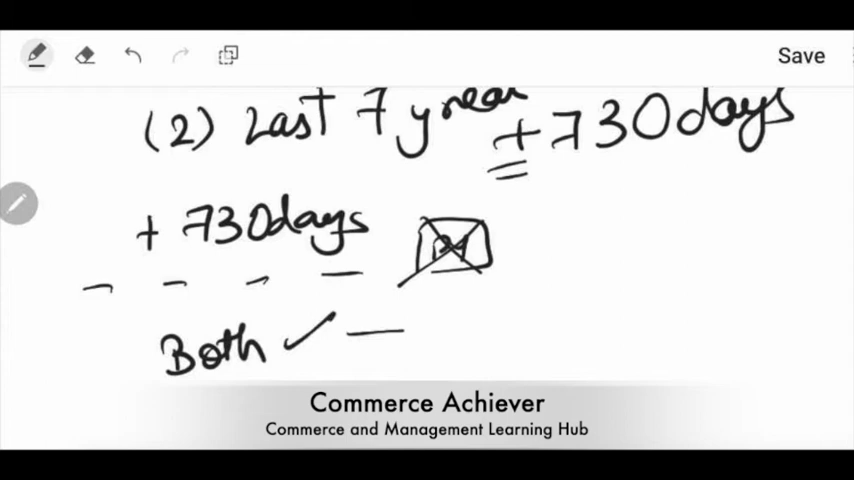 Save
(2) Last 7 year + 730 days
+ 730 days
Both ✓ —
Commerce Achiever
Commerce and Management Learning Hub